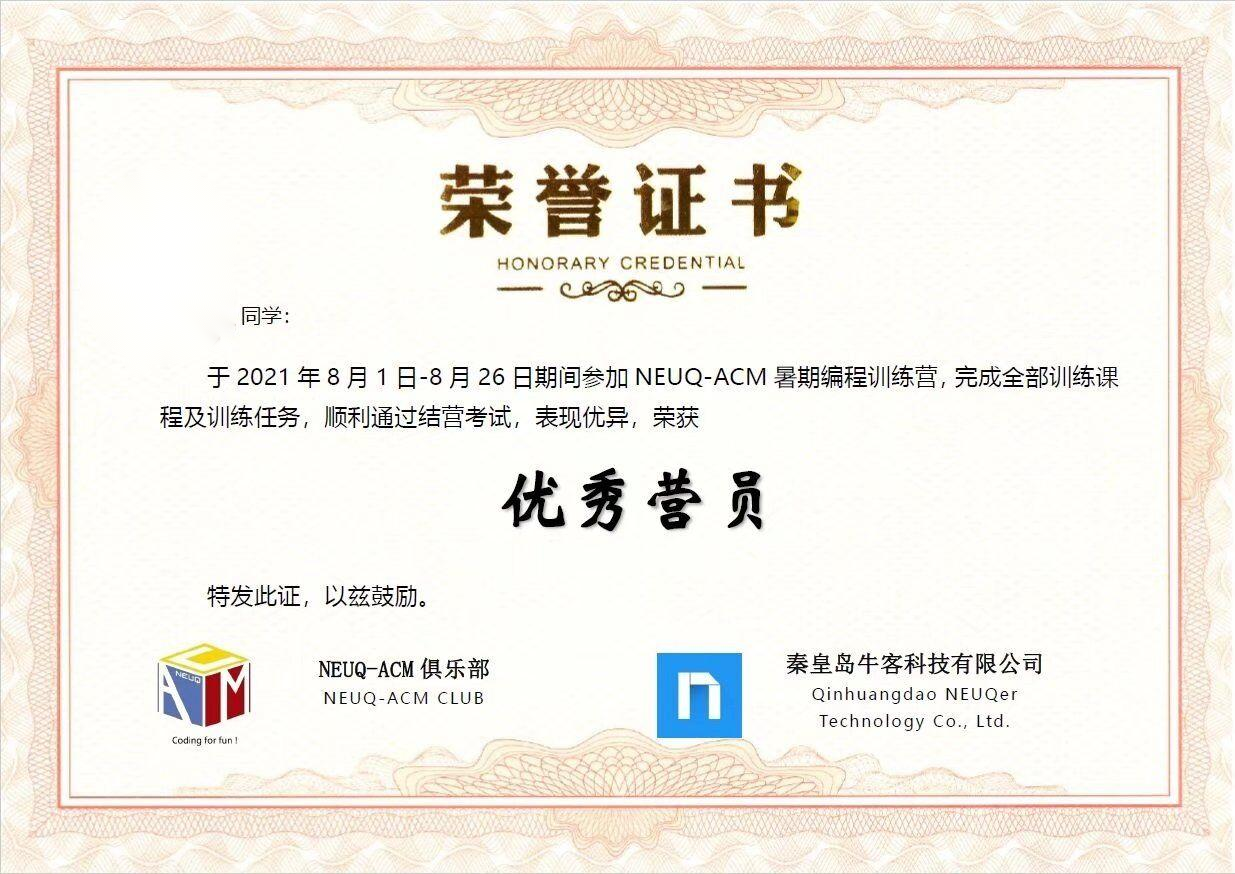 荣誉证书
HONORARY CREDENTIAL
同学：
于 2021 年 8 月 1 日-8 月 26 日期间参加 NEUQ-ACM 暑期编程训练营，完成全部训练课
程及训练任务，顺利通过结营考试，表现优异，荣获
优秀营员
特发此证，以兹鼓励。
NEUQ
ACM
Coding for fun !
NEUQ-ACM 俱乐部
NEUQ-ACM CLUB
n
秦皇岛牛客科技有限公司
Qinhuangdao NEUQer
Technology Co., Ltd.